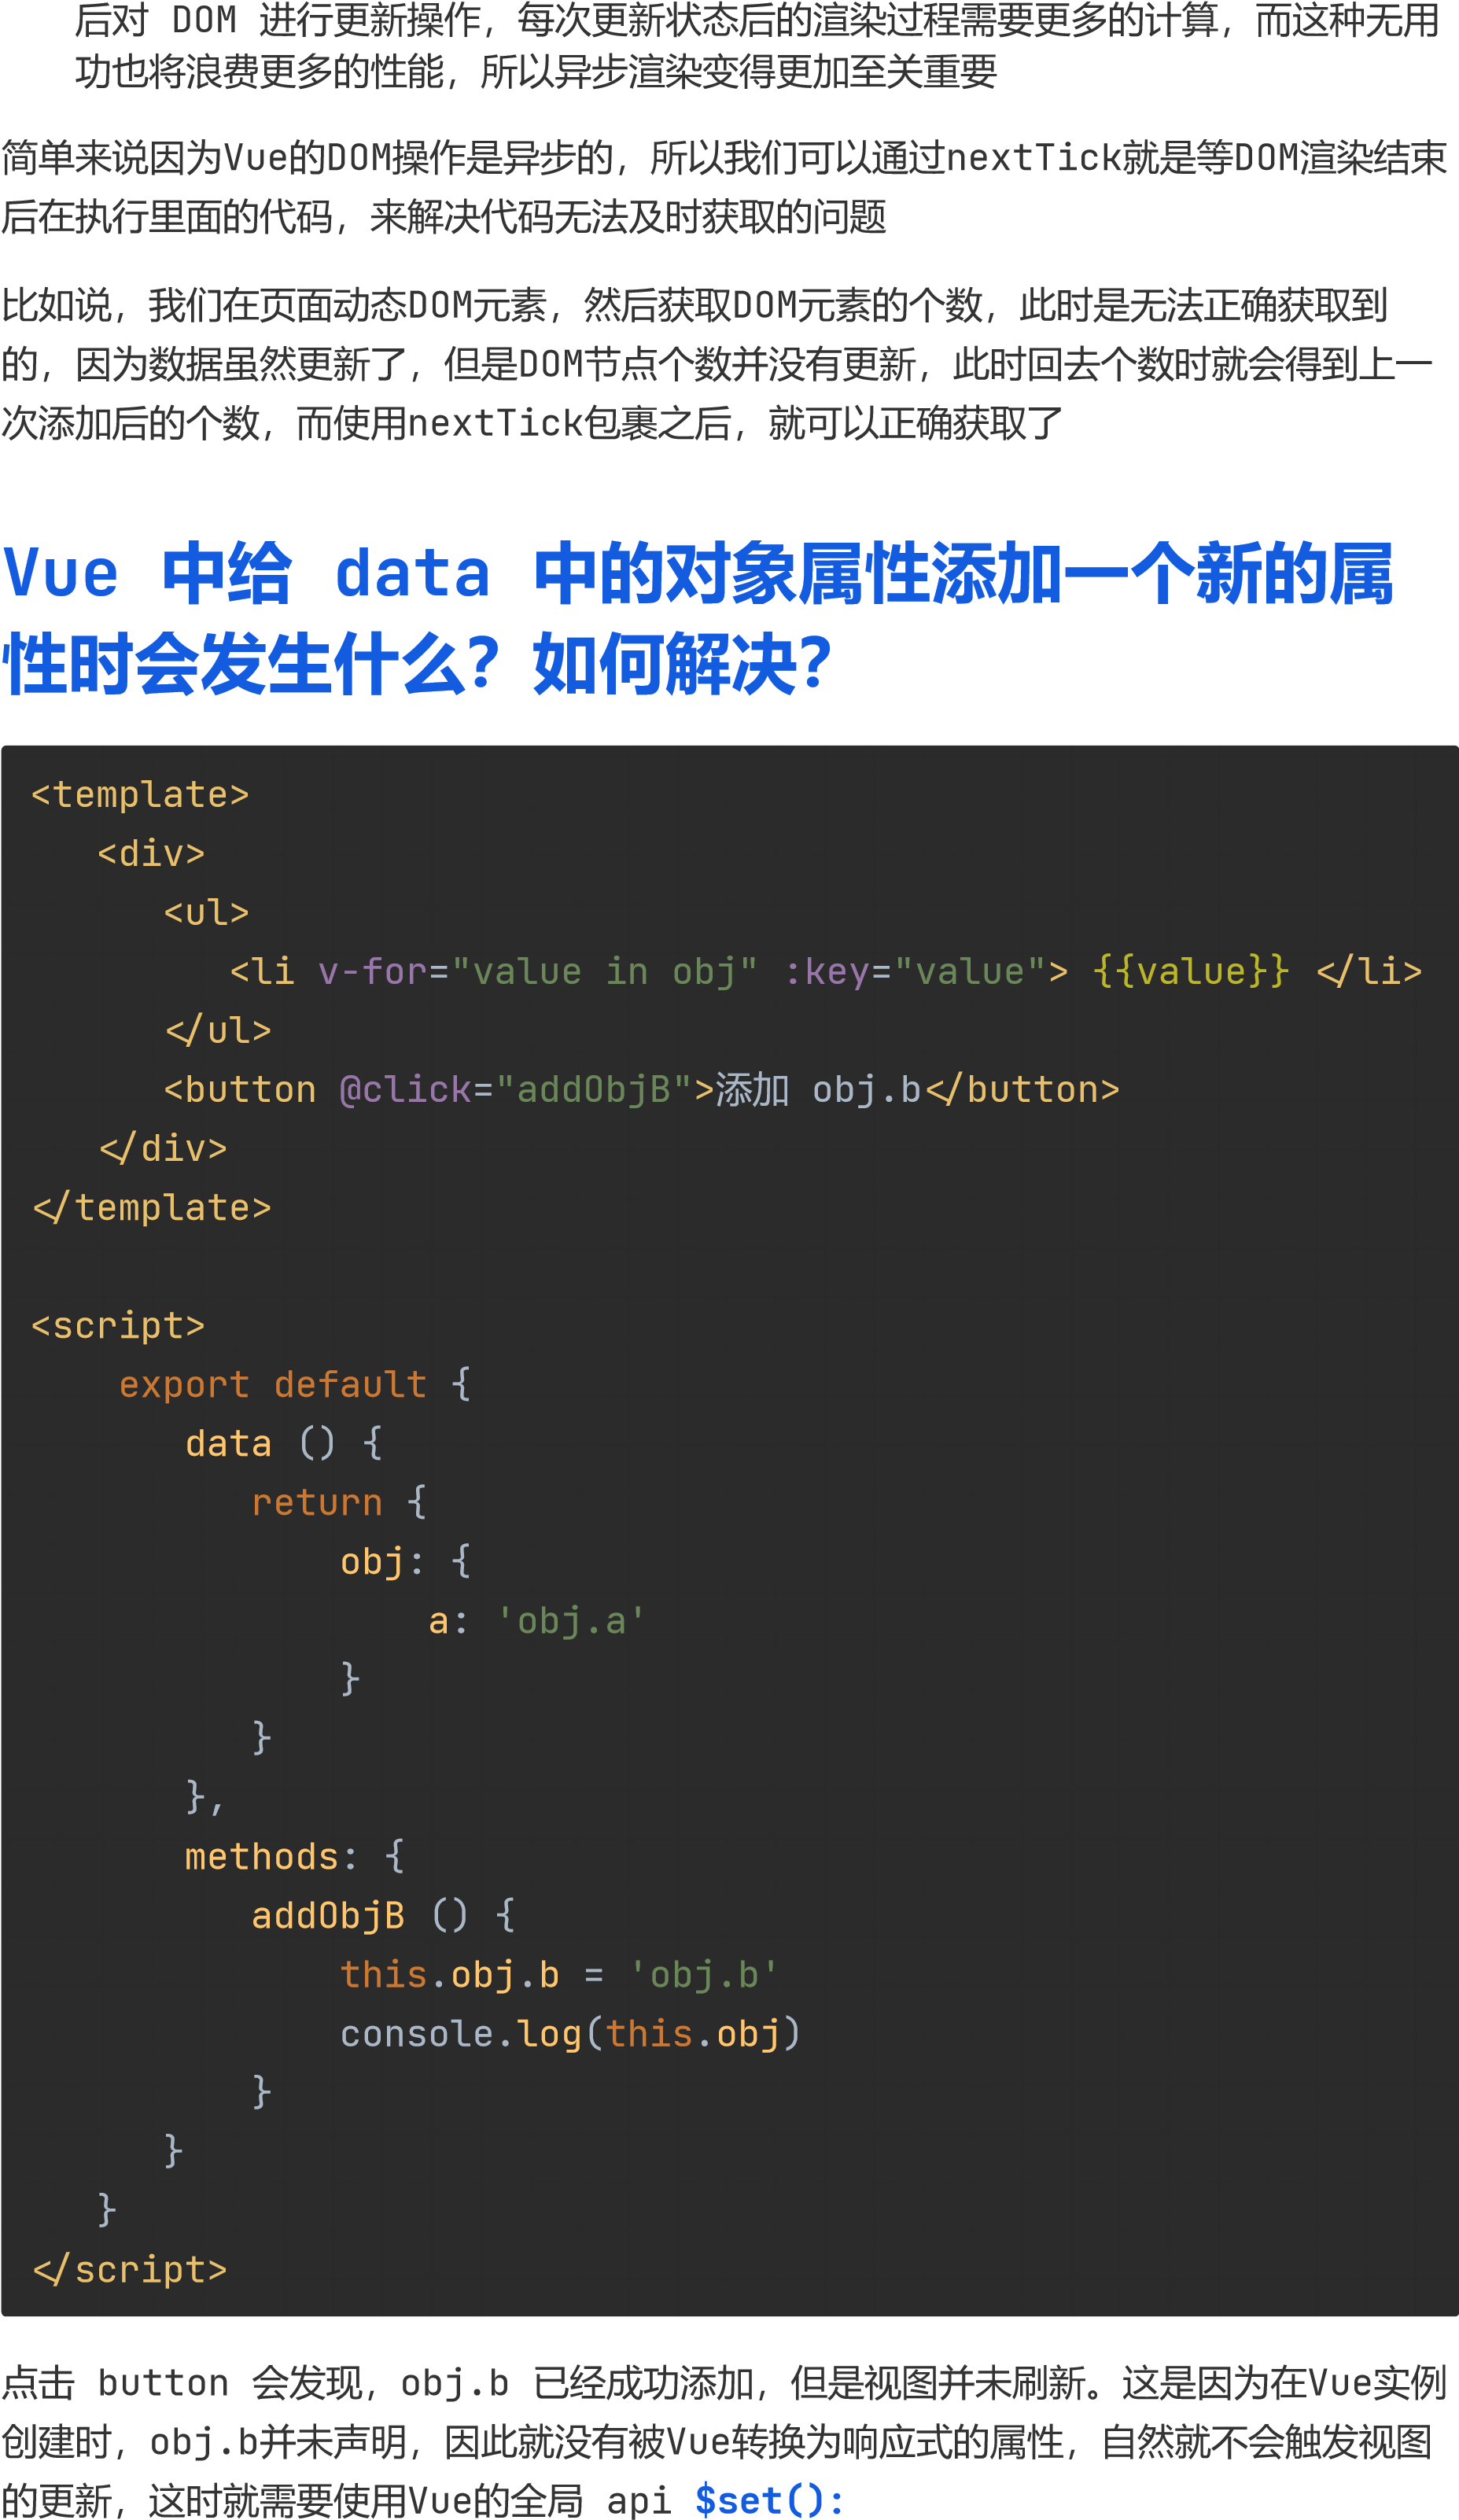 后对 DOM 进行更新操作，每次更新状态后的渲染过程需要更多的计算，而这种无用
功也将浪费更多的性能，所以异步渲染变得更加至关重要
简单来说因为Vue的DOM操作是异步的，所以我们可以通过nextTick就是等DOM渲染结束
后在执行里面的代码，来解决代码无法及时获取的问题
比如说，我们在页面动态DOM元素，然后获取DOM元素的个数，此时是无法正确获取到
的，因为数据虽然更新了，但是DOM节点个数并没有更新，此时回去个数时就会得到上一
次添加后的个数，而使用nextTick包裹之后，就可以正确获取了
Vue 中给 data 中的对象属性添加一个新的属
性时会发生什么？如何解决？
<template>
   <div>
      <ul>
         <li v-for="value in obj" :key="value"> {{value}} </li>
      </ul>
      <button @click="addObjB">添加 obj.b</button>
   </div>
</template>
<script>
    export default {
       data () {
          return {
              obj: {
                  a: 'obj.a'
              }
          }
       },
       methods: {
          addObjB () {
              this.obj.b = 'obj.b'
              console.log(this.obj)
          }
      }
   }
</script>
点击 button 会发现，obj.b 已经成功添加，但是视图并未刷新。这是因为在Vue实例
创建时，obj.b并未声明，因此就没有被Vue转换为响应式的属性，自然就不会触发视图
的更新，这时就需要使用Vue的全局 api $set():